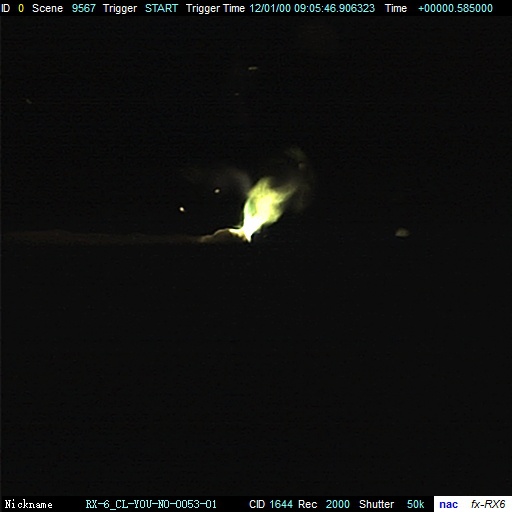 ID 0 Scene 9567 Trigger START Trigger Time 12/01/00 09:05:46.906323 Time +00000.585000
Nickname RX-6_CL-YOU-NO-0053-01 CID 1644 Rec 2000 Shutter 50k nac fx-RX6